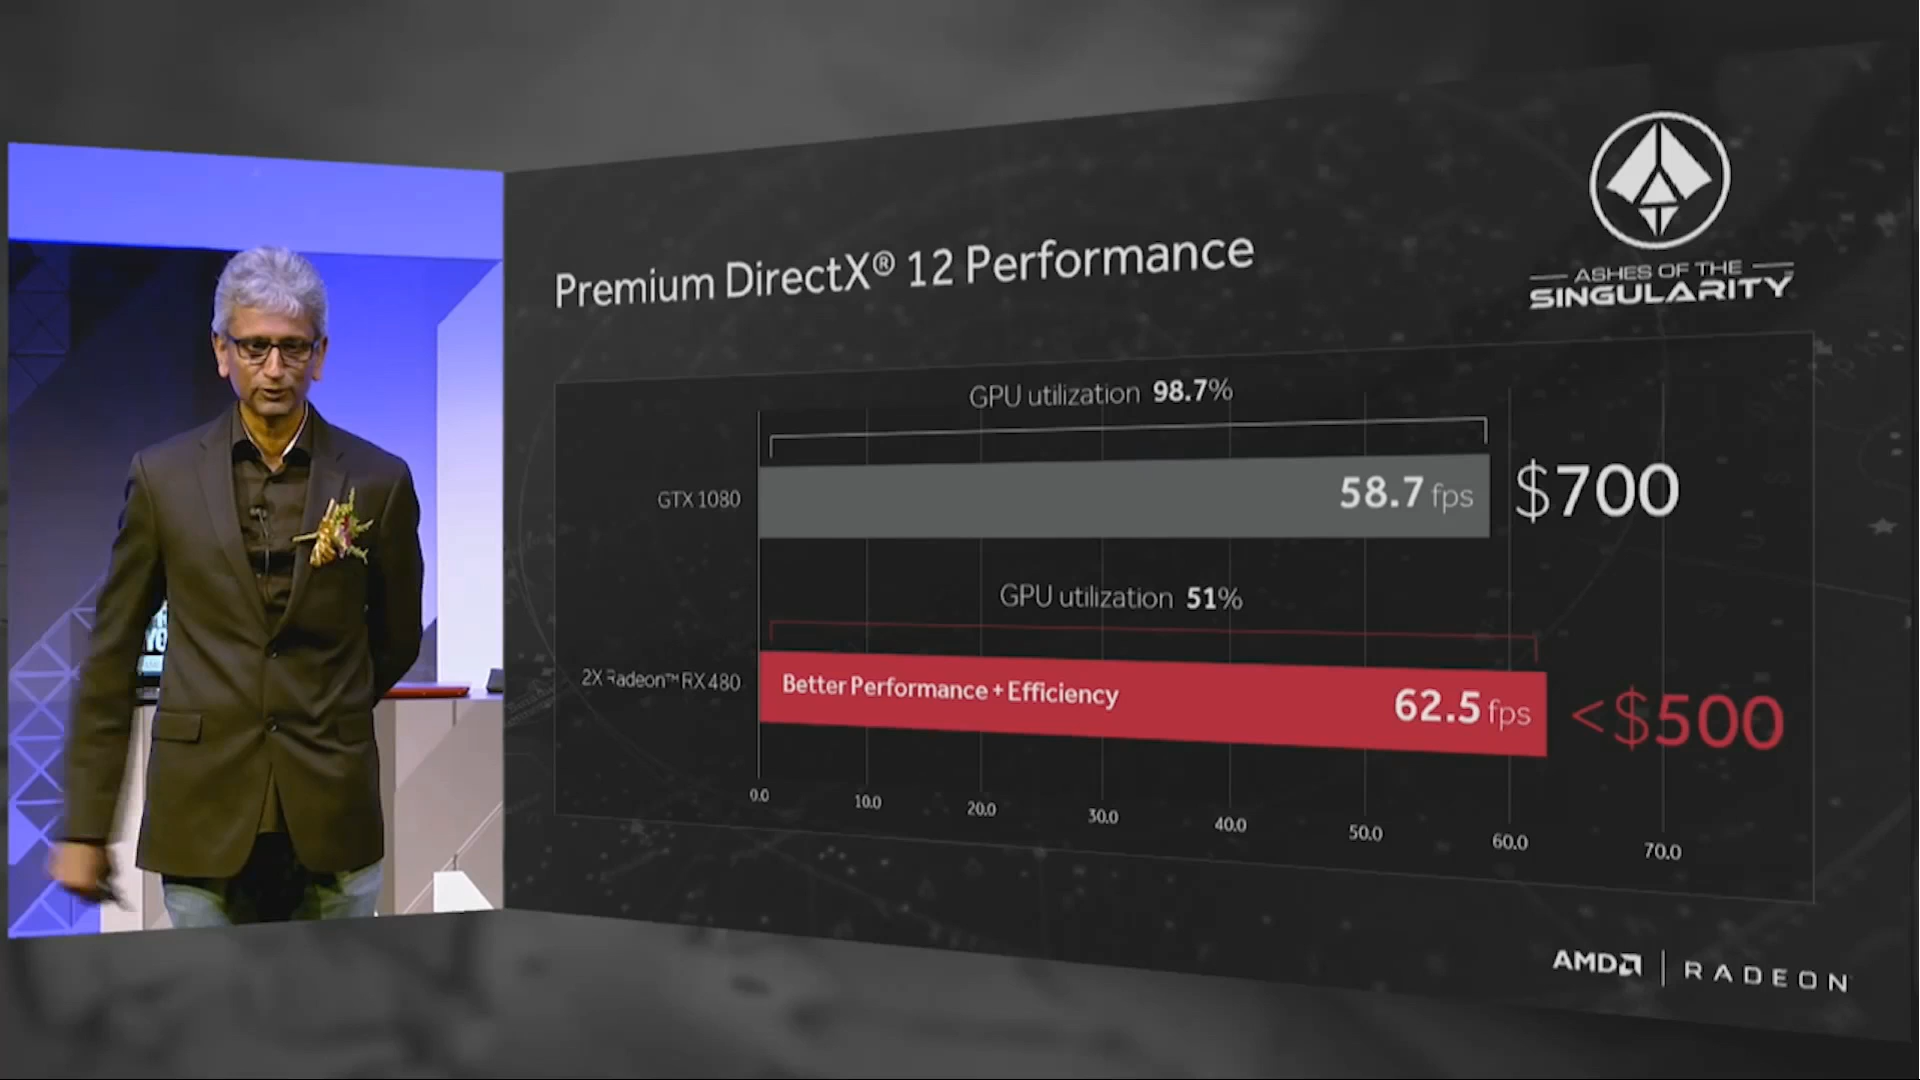 Premium DirectX® 12 Performance
ASHES OF THE
SINGULARITY
GPU utilization 98.7%
GTX 1080
58.7 fps
$700
GPU utilization 51%
2X Radeon™ RX 480
Better Performance + Efficiency
62.5 fps
<$500
0.0
10.0
20.0
30.0
40.0
50.0
60.0
70.0
AMD
RADEON